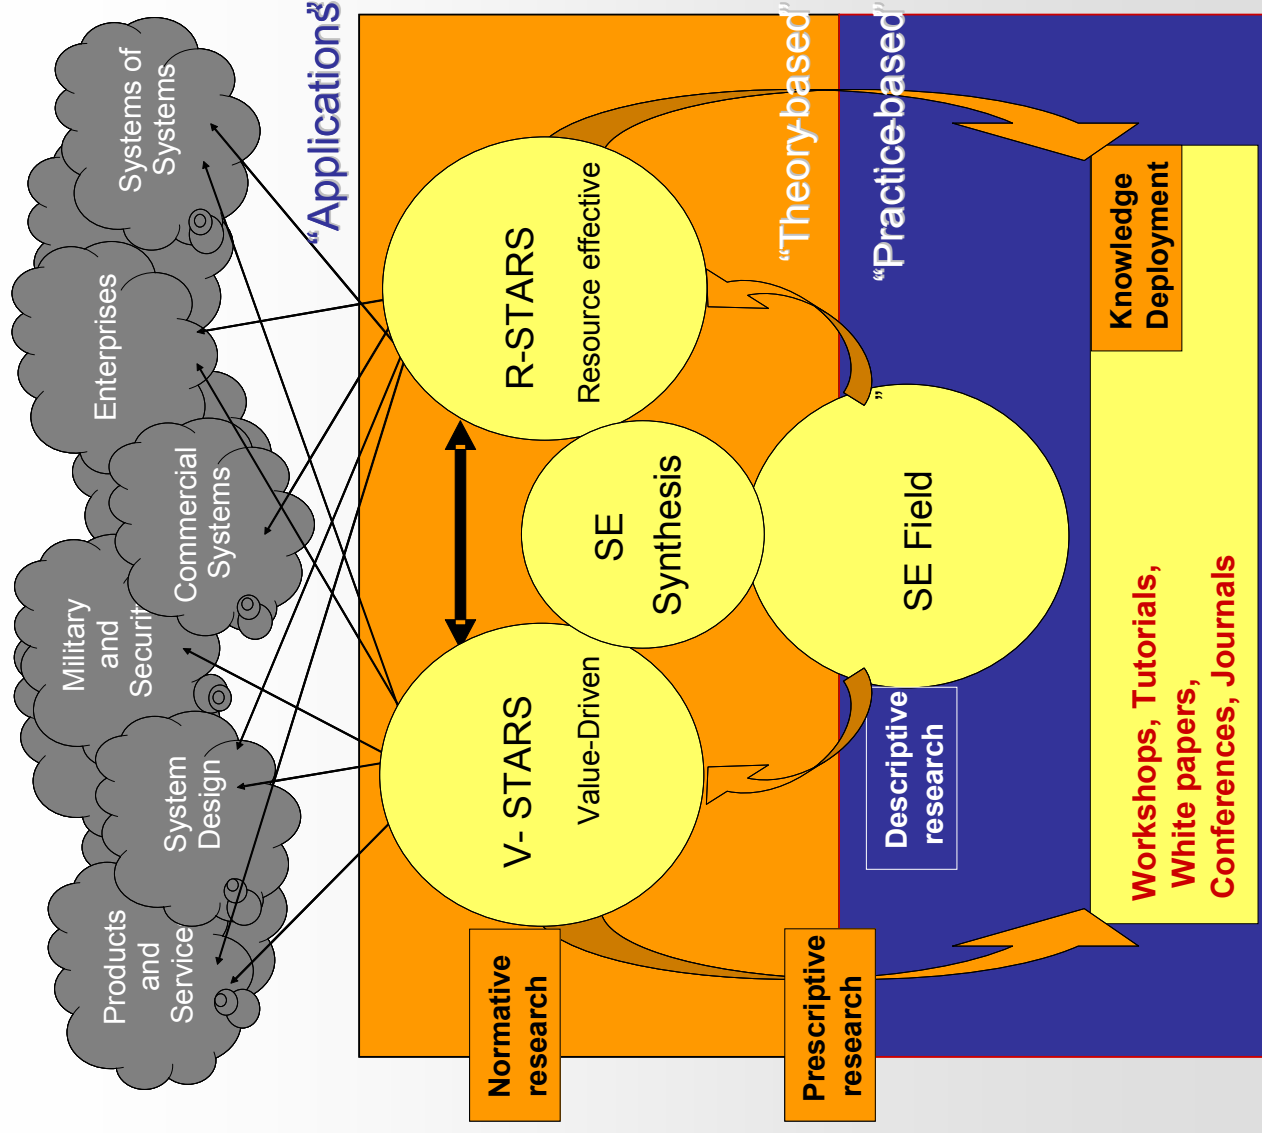 Products
and
Service
System
Design
Military
and
Securit
Commercial
Systems
Enterprises
Systems of
Systems
“Applications”
V- STARS
Value-Driven
R-STARS
Resource effective
SE
Synthesis
SE Field
”
Normative
research
Prescriptive
research
Descriptive
research
“Theory-based”
“Practice-based”
Knowledge
Deployment
Workshops, Tutorials,
White papers,
Conferences, Journals